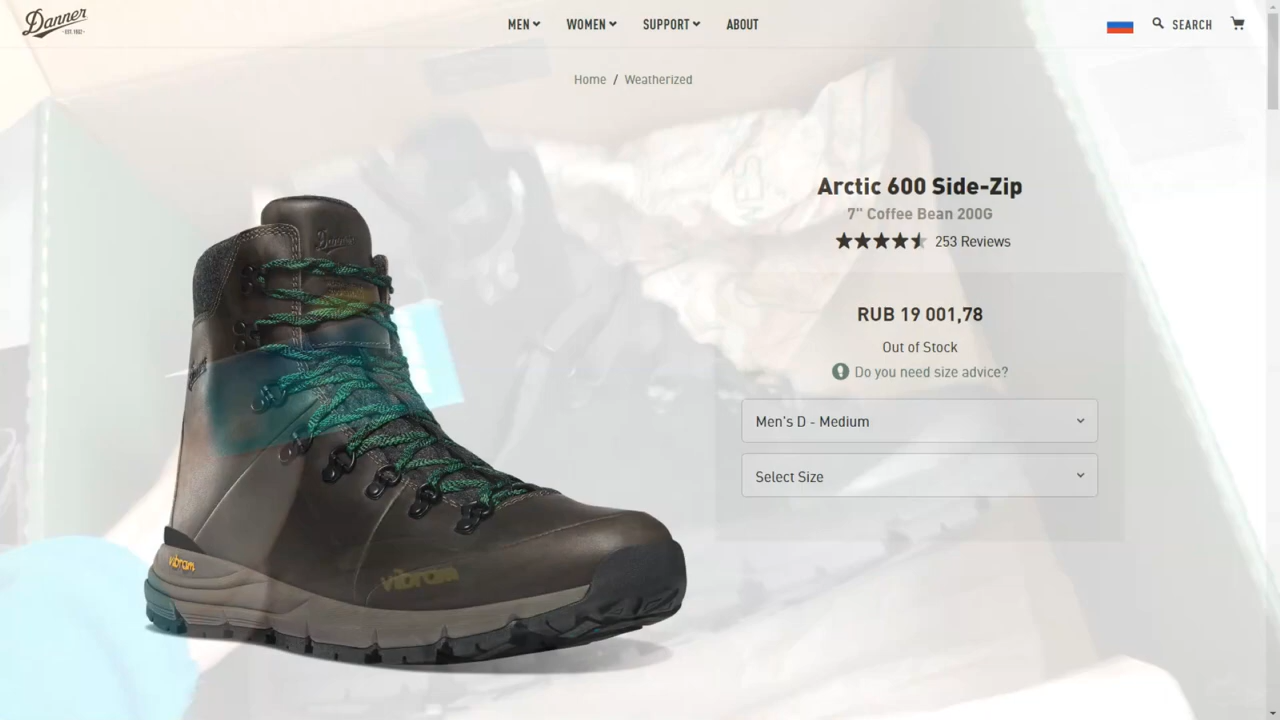 Danner
EST. 1932
MEN WOMEN SUPPORT ABOUT
SEARCH
Home / Weatherized
Arctic 600 Side-Zip
7" Coffee Bean 200G
253 Reviews
RUB 19 001,78
Out of Stock
Do you need size advice?
Men's D - Medium
Select Size
Danner
vibram
vibram